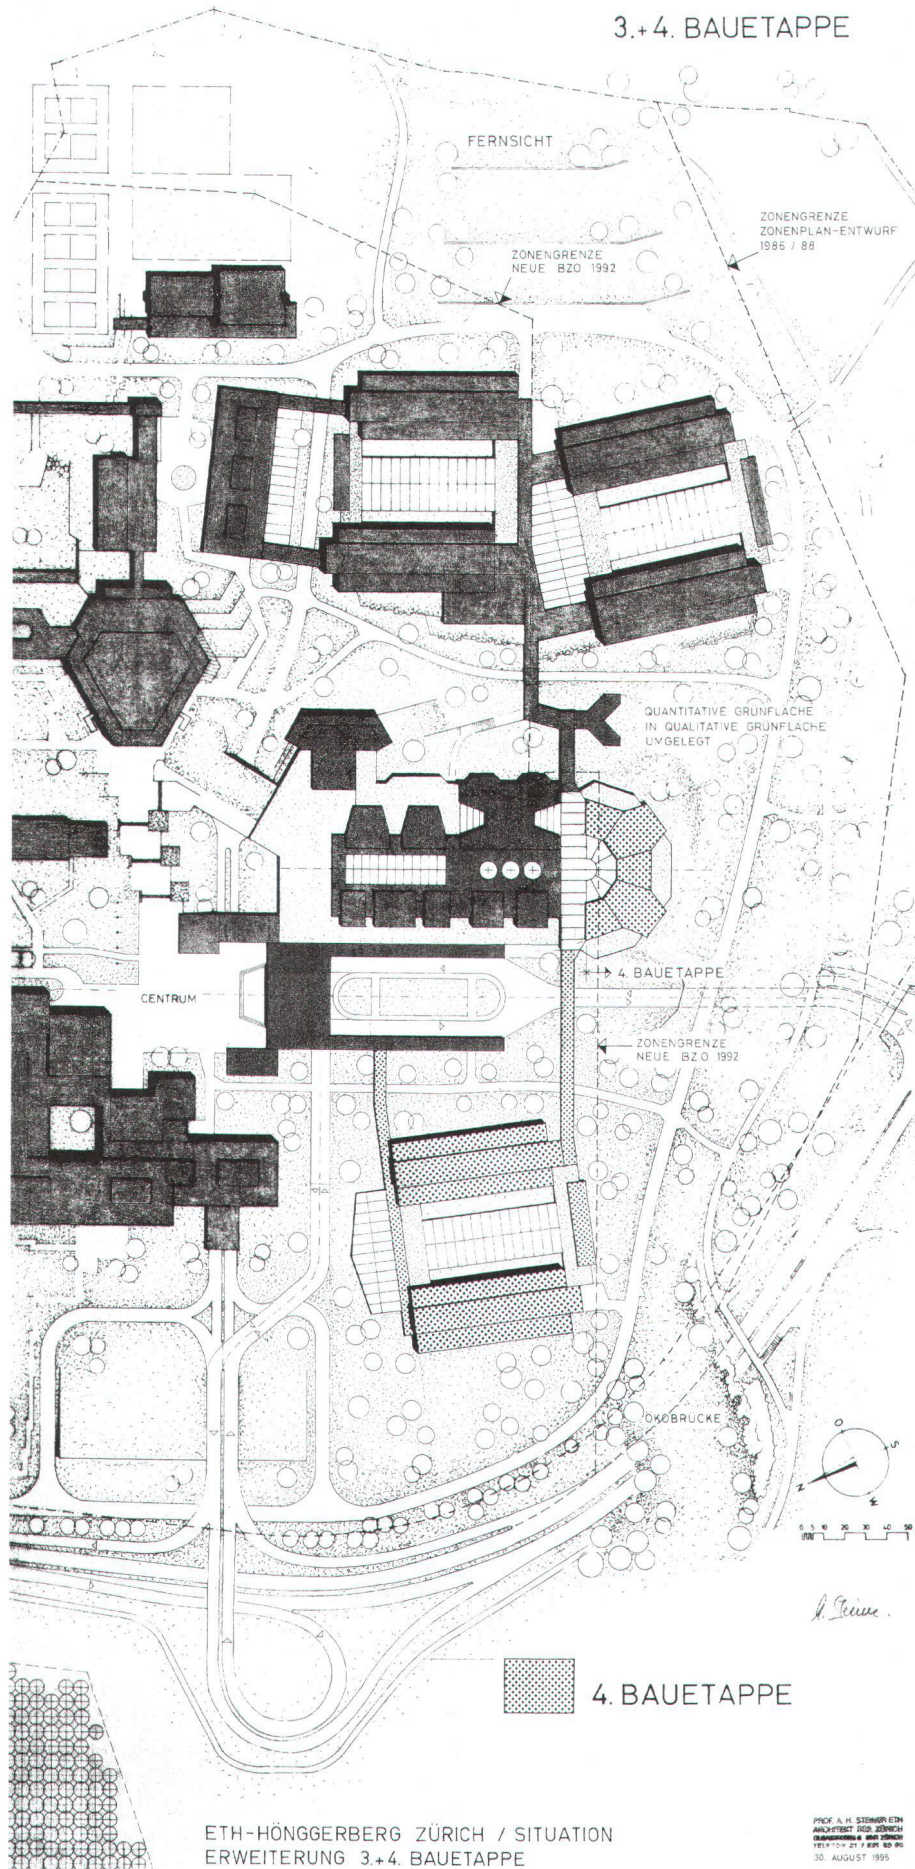 3.+4. BAUETAPPE
FERNSICHT
ZONENGRENZE
ZONENPLAN-ENTWURF
1986 / 88
ZONENGRENZE
NEUE BZO 1992
QUANTITATIVE GRÜNFLÄCHE
IN QUALITATIVE GRÜNFLÄCHE
UMGELEGT
4. BAUETAPPE
CENTRUM
ZONENGRENZE
NEUE BZO 1992
ÖKOBRÜCKE
O
S
N
W
0 5 10 20 30 40 50
4. BAUETAPPE
ETH-HÖNGGERBERG ZÜRICH / SITUATION
ERWEITERUNG 3.+4. BAUETAPPE
PROF. A. H. STEINER ETH
ARCHITEKT ZÜRICH
30. AUGUST 1995